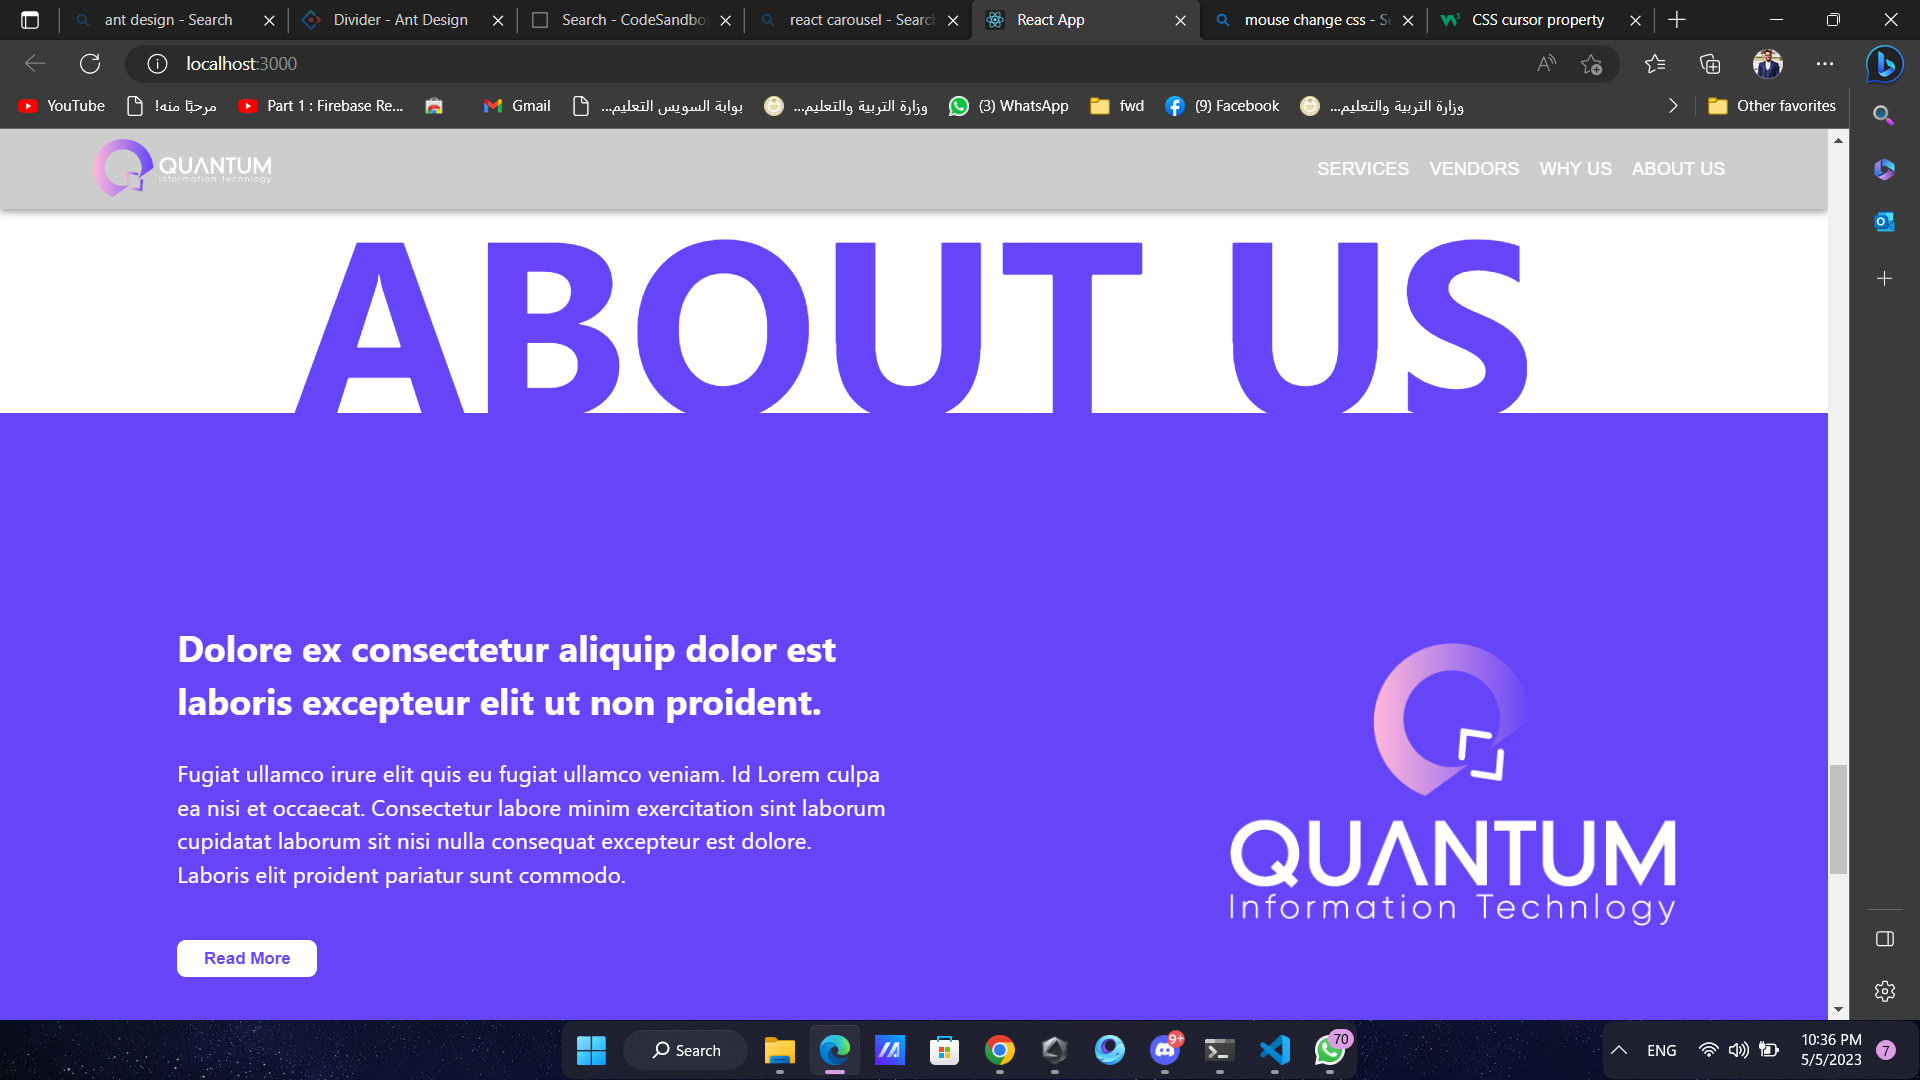 ant design - Search
Divider - Ant Design
Search - CodeSandbo
react carousel - Search
React App
mouse change css - Se
CSS cursor property
localhost:3000
YouTube
مرحبًا منه!
Part 1 : Firebase Re...
Gmail
بوابة السويس التعليم...
وزارة التربية والتعليم...
(3) WhatsApp
fwd
(9) Facebook
وزارة التربية والتعليم...
Other favorites
QUANTUM
Information Technlogy
SERVICES
VENDORS
WHY US
ABOUT US
ABOUT US
Dolore ex consectetur aliquip dolor est
laboris excepteur elit ut non proident.
Fugiat ullamco irure elit quis eu fugiat ullamco veniam. Id Lorem culpa
ea nisi et occaecat. Consectetur labore minim exercitation sint laborum
cupidatat laborum sit nisi nulla consequat excepteur est dolore.
Laboris elit proident pariatur sunt commodo.
Read More
QUANTUM
Information Technlogy
Search
9+
70
ENG
10:36 PM
5/5/2023
7